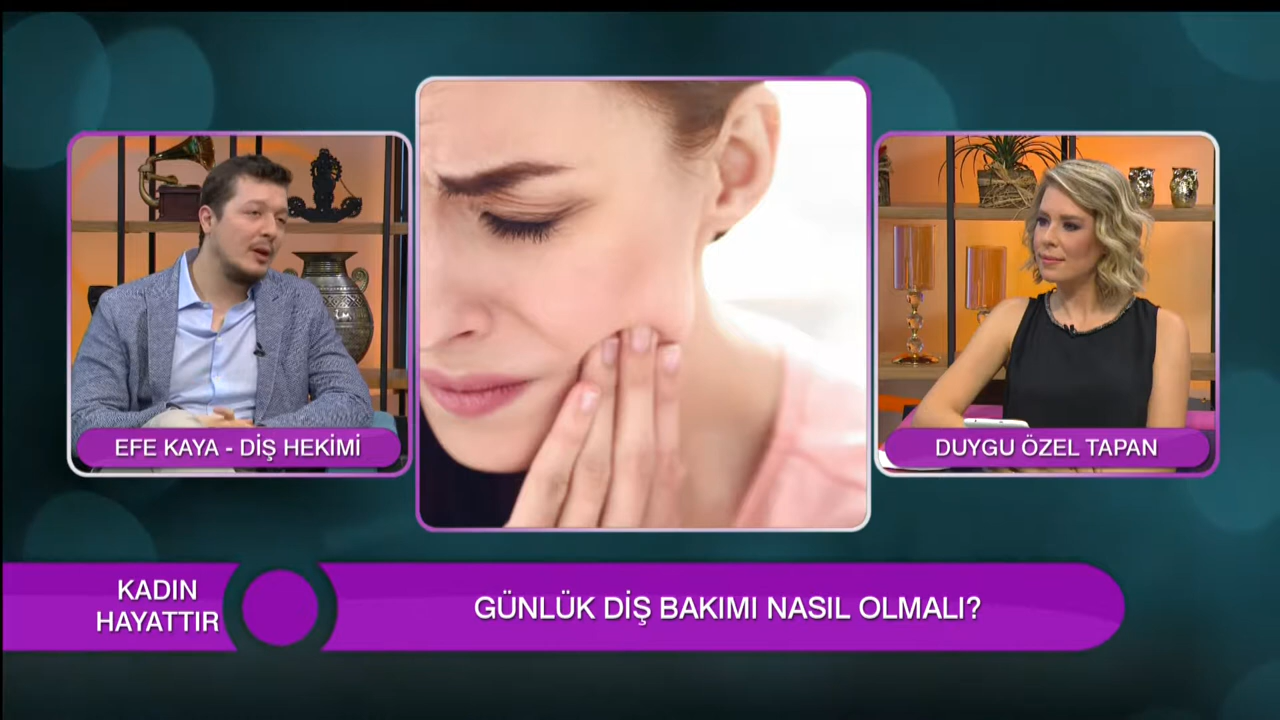 EFE KAYA - DİŞ HEKİMİ
DUYGU ÖZEL TAPAN
KADIN
HAYATTIR
GÜNLÜK DİŞ BAKIMI NASIL OLMALI?